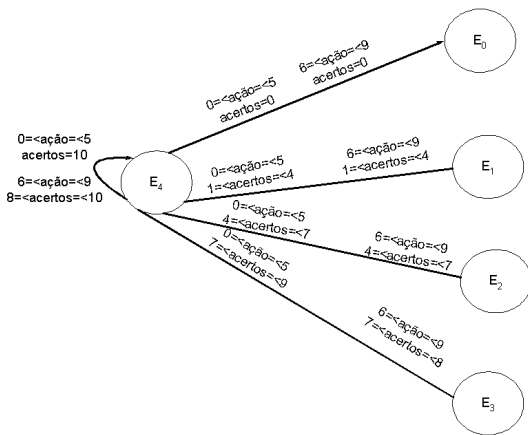 E0
6=<ação=<9
acertos=0
0=<ação=<5
acertos=0
0=<ação=<5
acertos=10
6=<ação=<9
8=<acertos=<10
E4
0=<ação=<5
1=<acertos=<4
6=<ação=<9
1=<acertos=<4
E1
0=<ação=<5
4=<acertos=<7
6=<ação=<9
4=<acertos=<7
E2
0=<ação=<5
7=<acertos=<9
6=<ação=<9
7=<acertos=<8
E3